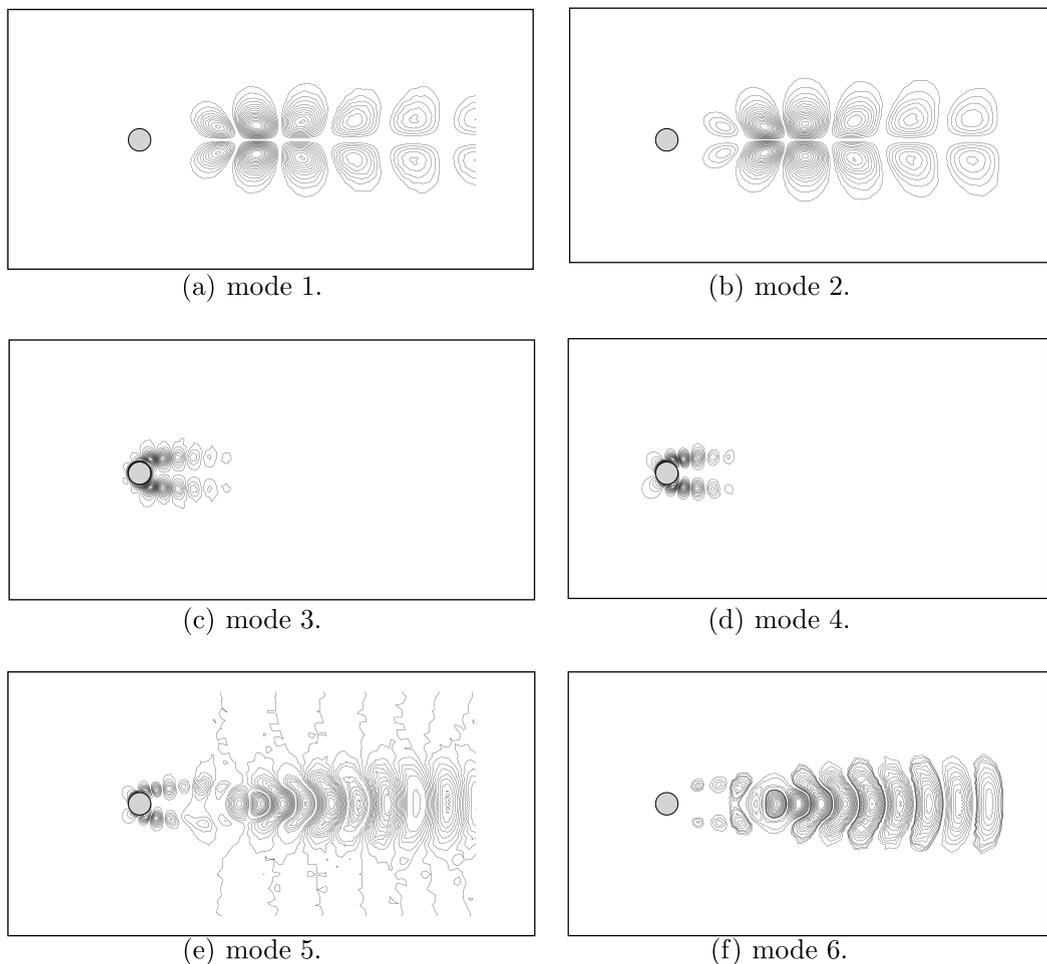 (a) mode 1.
(b) mode 2.
(c) mode 3.
(d) mode 4.
(e) mode 5.
(f) mode 6.